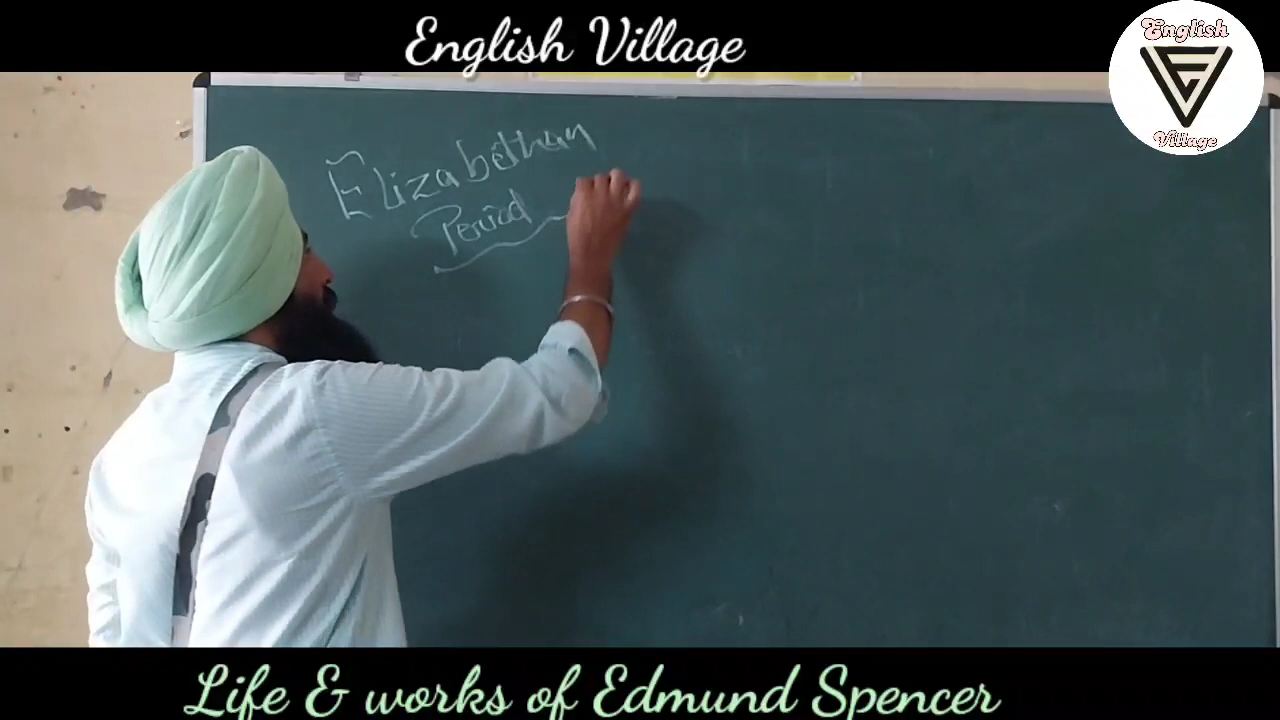 English Village
English
Village
Elizabethan
Period
Life & works of Edmund Spencer